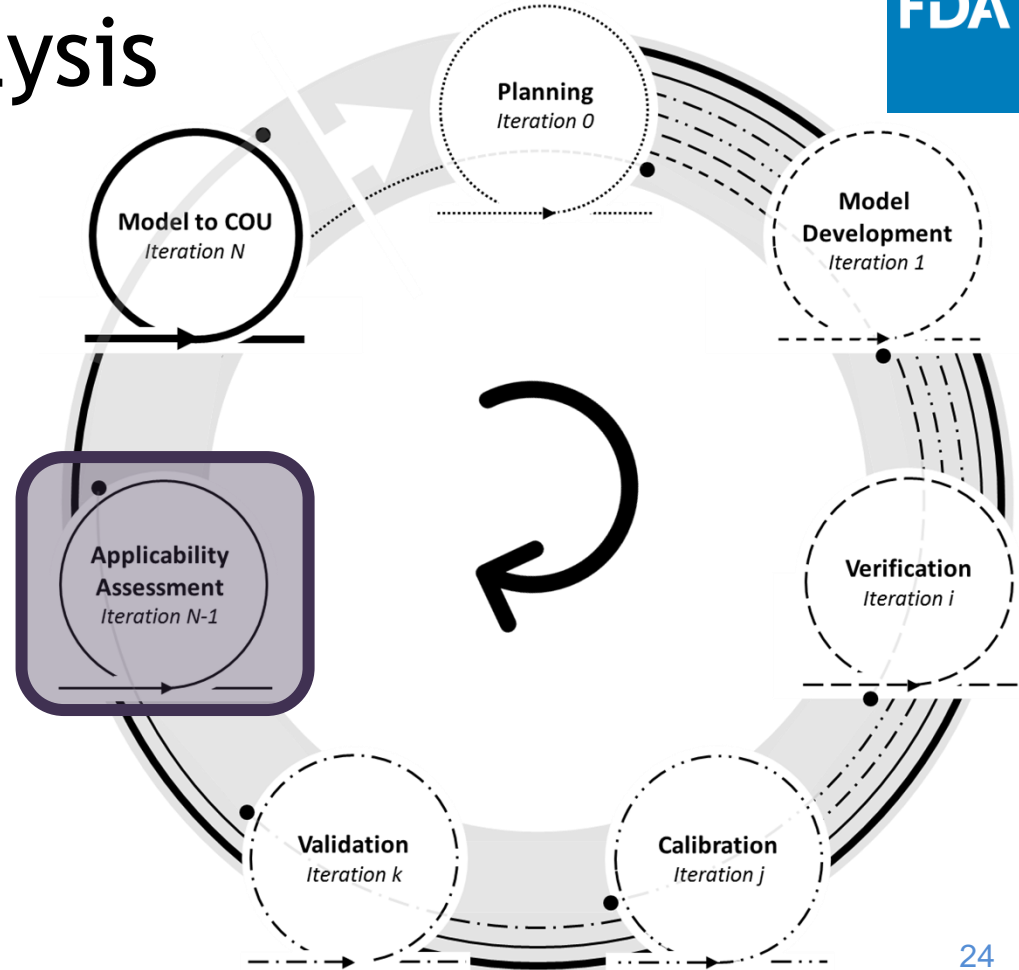 FDA
Planning
Iteration 0
Model to COU
Iteration N
Model
Development
Iteration 1
Applicability
Assessment
Iteration N-1
Verification
Iteration i
Validation
Iteration k
Calibration
Iteration j
24